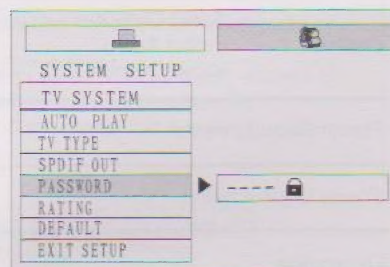 SYSTEM SETUP
TV SYSTEM
AUTO PLAY
TV TYPE
SPDIF OUT
PASSWORD
----
RATING
DEFAULT
EXIT SETUP